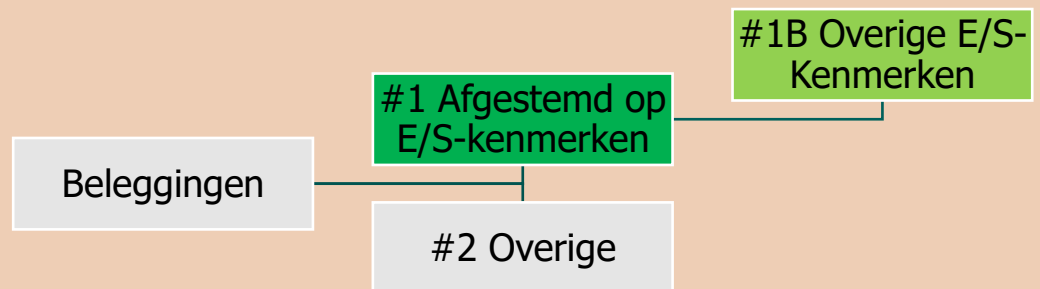 #1B Overige E/S-
Kenmerken
#1 Afgestemd op
E/S-kenmerken
Beleggingen
#2 Overige